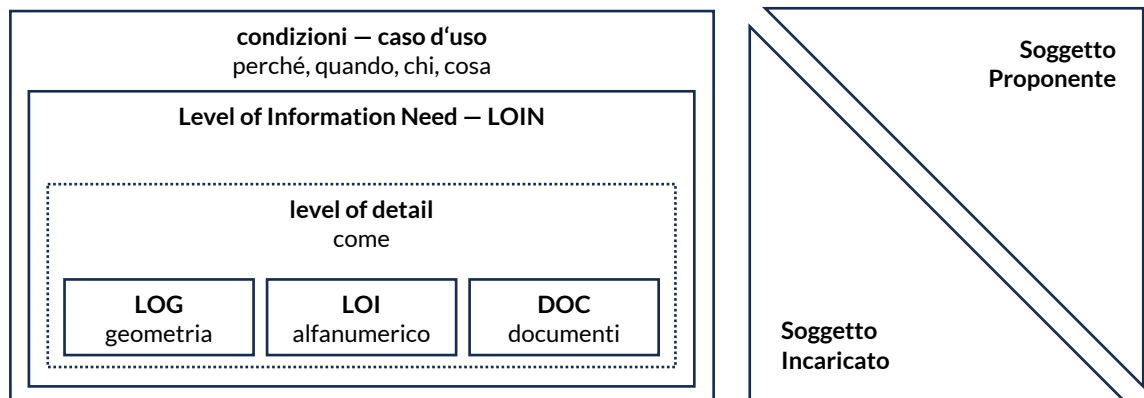 condizioni — caso d‘uso
perché, quando, chi, cosa
Level of Information Need — LOIN
level of detail
come
LOG
geometria
LOI
alfanumerico
DOC
documenti
Soggetto
Proponente
Soggetto
Incaricato